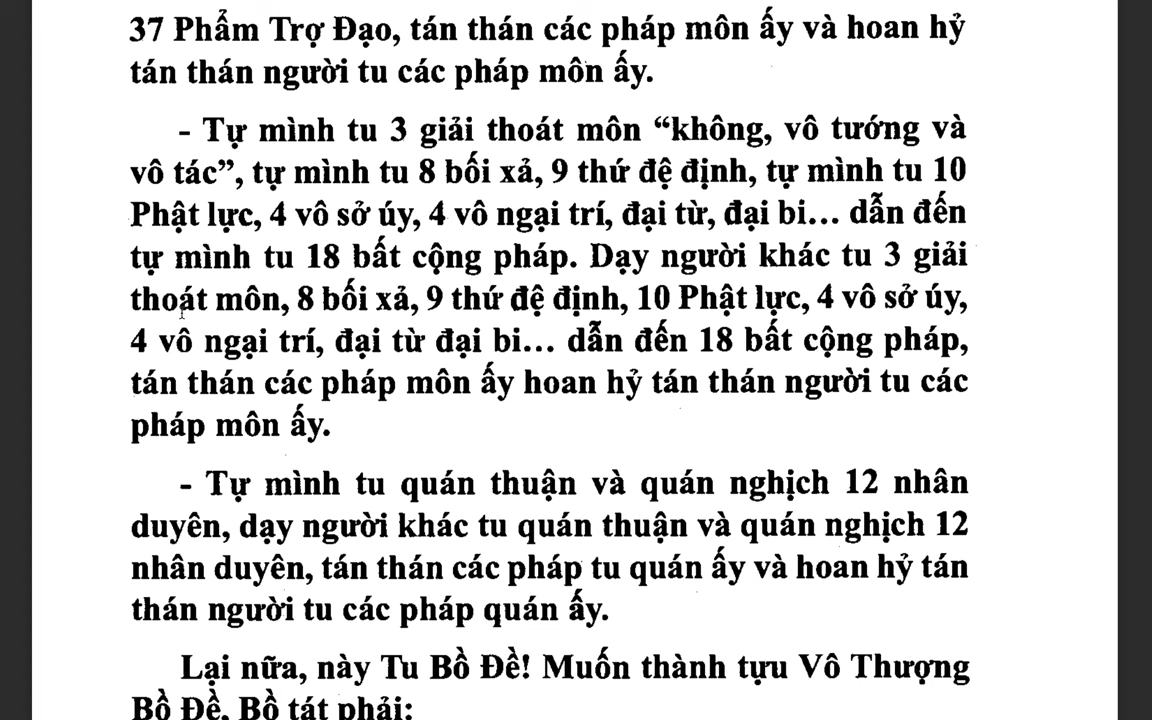 37 Phẩm Trợ Đạo, tán thán các pháp môn ấy và hoan hỷ
tán thán người tu các pháp môn ấy.
- Tự mình tu 3 giải thoát môn “không, vô tướng và
vô tác”, tự mình tu 8 bối xả, 9 thứ đệ định, tự mình tu 10
Phật lực, 4 vô sở úy, 4 vô ngại trí, đại từ, đại bi... dẫn đến
tự mình tu 18 bất cộng pháp. Dạy người khác tu 3 giải
thoát môn, 8 bối xả, 9 thứ đệ định, 10 Phật lực, 4 vô sở úy,
4 vô ngại trí, đại từ đại bi... dẫn đến 18 bất cộng pháp,
tán thán các pháp môn ấy hoan hỷ tán thán người tu các
pháp môn ấy.
- Tự mình tu quán thuận và quán nghịch 12 nhân
duyên, dạy người khác tu quán thuận và quán nghịch 12
nhân duyên, tán thán các pháp tu quán ấy và hoan hỷ tán
thán người tu các pháp quán ấy.
Lại nữa, này Tu Bồ Đề! Muốn thành tựu Vô Thượng
Bồ Đề, Bồ tát phải: